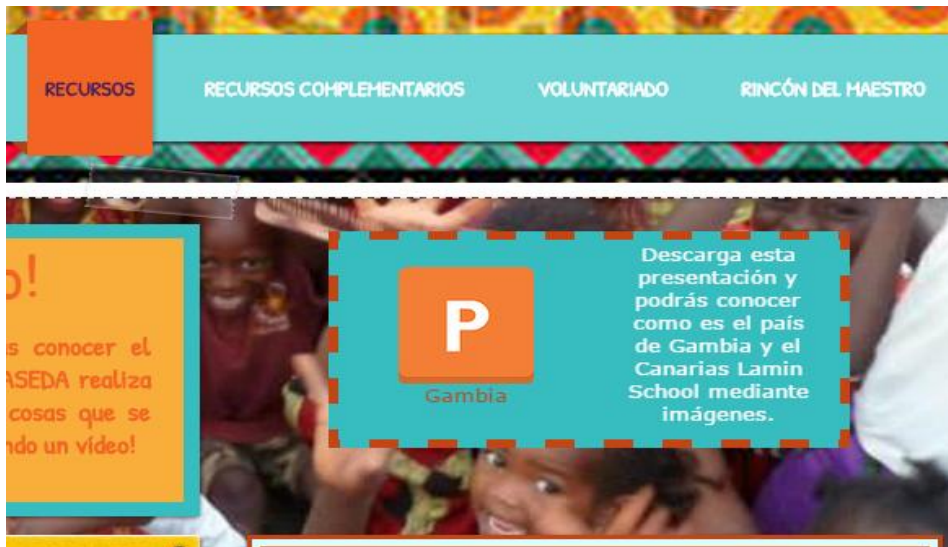 RECURSOS
RECURSOS COMPLEMENTARIOS
VOLUNTARIADO
RINCÓN DEL MAESTRO
o!
conocer el
ASEDA realiza
cosas que se
un vídeo!
P
Gambia
Descarga esta
presentación y
podrás conocer
como es el país
de Gambia y el
Canarias Lamin
School mediante
imágenes.